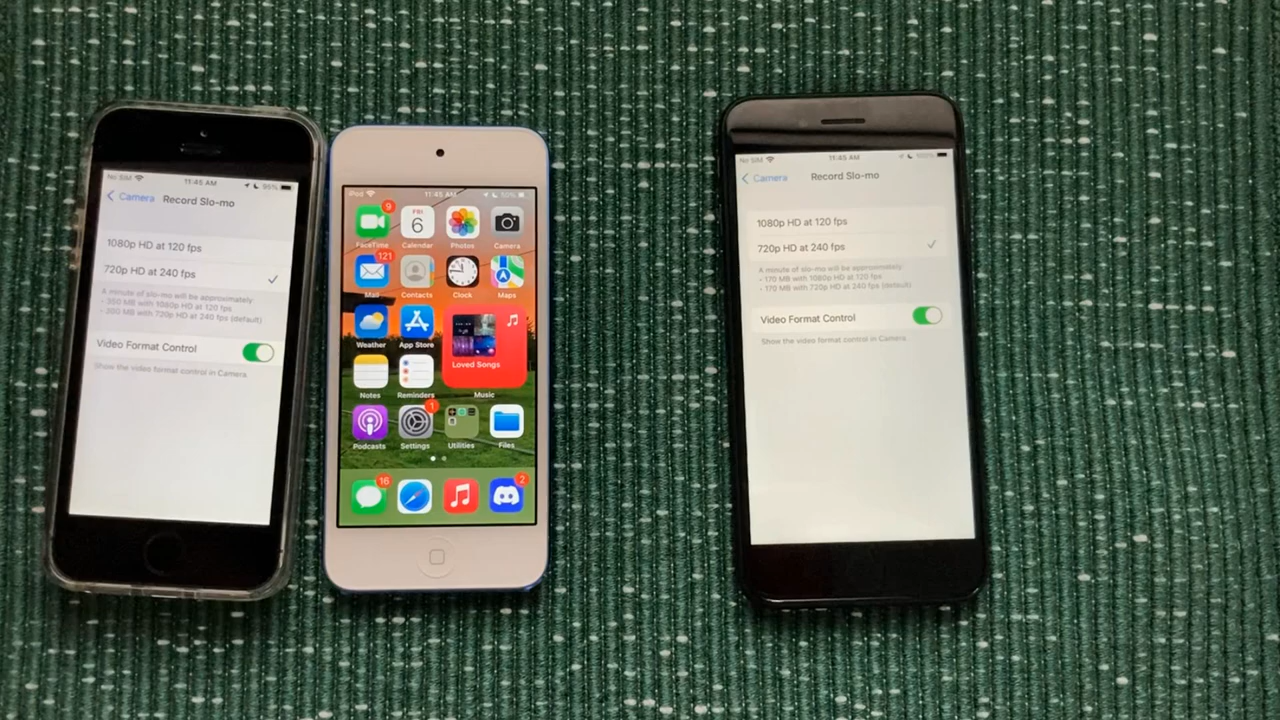 No SIM 11:45 AM 95%
Camera Record Slo-mo
1080p HD at 120 fps
720p HD at 240 fps
A minute of slo-mo will be approximately:
- 350 MB with 1080p HD at 120 fps
- 350 MB with 720p HD at 240 fps (default)
Video Format Control
Show the video format control in Camera.
iPod 11:45 AM 50%
9
FRI
6
FaceTime Calendar Photos Camera
121
Mail Contacts Clock Maps
Weather App Store Loved Songs
Notes Reminders Music
1
Podcasts Settings Utilities Files
16 2
No SIM 11:45 AM 100%
Camera Record Slo-mo
1080p HD at 120 fps
720p HD at 240 fps
A minute of slo-mo will be approximately:
- 170 MB with 1080p HD at 120 fps
- 170 MB with 720p HD at 240 fps (default)
Video Format Control
Show the video format control in Camera.